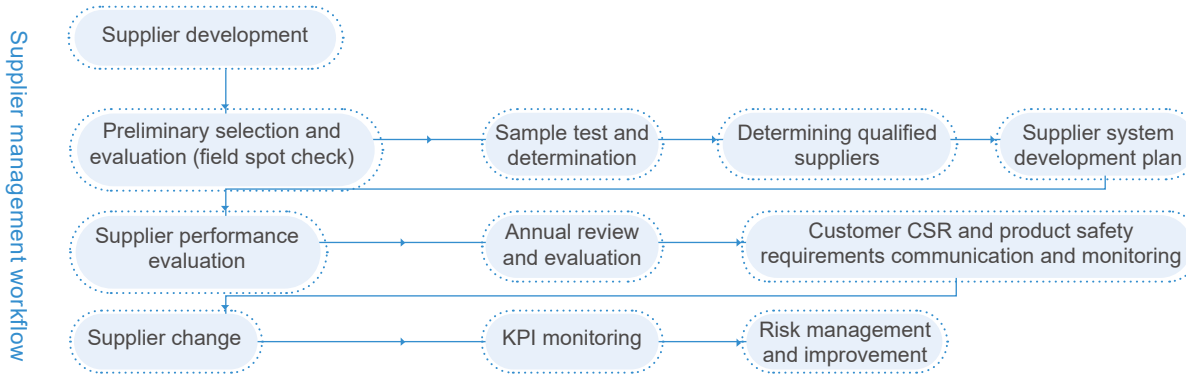 Supplier management workflow
Supplier development
Preliminary selection and
evaluation (field spot check)
Sample test and
determination
Determining qualified
suppliers
Supplier system
development plan
Supplier performance
evaluation
Annual review
and evaluation
Customer CSR and product safety
requirements communication and monitoring
Supplier change
KPI monitoring
Risk management
and improvement